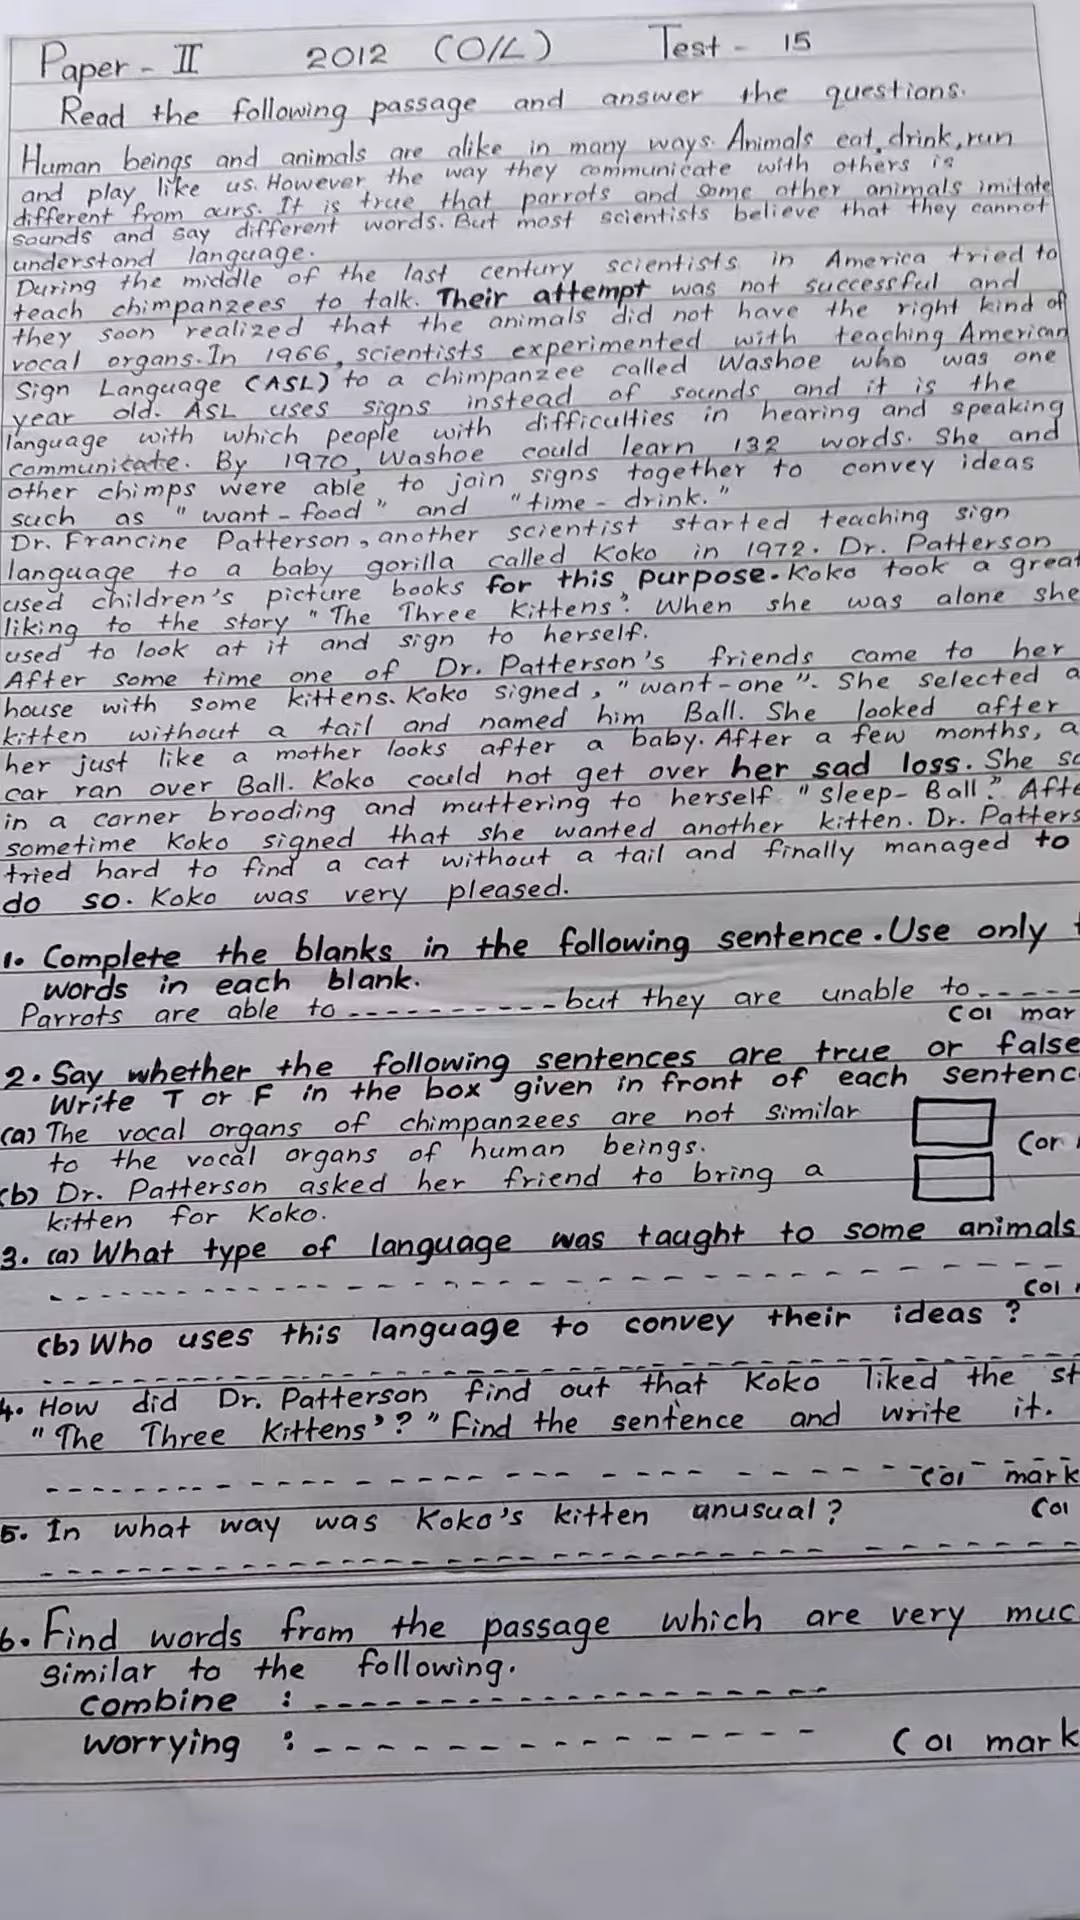 Paper - II 2012 (O/L) Test - 15
Read the following passage and answer the questions.
Human beings and animals are alike in many ways. Animals eat, drink, run
and play like us. However the way they communicate with others is
different from ours. It is true that parrots and some other animals imitate
sounds and say different words. But most scientists believe that they cannot
understand language.
During the middle of the last century scientists in America tried to
teach chimpanzees to talk. Their attempt was not successful and
they soon realized that the animals did not have the right kind of
vocal organs. In 1966, scientists experimented with teaching American
Sign Language (ASL) to a chimpanzee called Washoe who was one
year old. ASL uses signs instead of sounds and it is the
language with which people with difficulties in hearing and speaking
communicate. By 1970, Washoe could learn 132 words. She and
other chimps were able to join signs together to convey ideas
such as "want - food" and "time - drink."
Dr. Francine Patterson, another scientist started teaching sign
language to a baby gorilla called Koko in 1972. Dr. Patterson
used children's picture books for this purpose. Koko took a great
liking to the story "The Three Kittens". When she was alone she
used to look at it and sign to herself.
After some time one of Dr. Patterson's friends came to her
house with some kittens. Koko signed, "want-one". She selected a
kitten without a tail and named him Ball. She looked after
her just like a mother looks after a baby. After a few months, a
car ran over Ball. Koko could not get over her sad loss. She
in a corner brooding and muttering to herself "sleep- Ball".
sometime Koko signed that she wanted another kitten. Dr.
tried hard to find a cat without a tail and finally managed to
do so. Koko was very pleased.
1. Complete the blanks in the following sentence. Use only
words in each blank.
Parrots are able to ---------- but they are unable to -----
(01
2. Say whether the following sentences are true or false
Write T or F in the box given in front of each
(a) The vocal organs of chimpanzees are not similar
to the vocal organs of human beings.
(b) Dr. Patterson asked her friend to bring a
kitten for Koko.
3. (a) What type of language was taught to some animals
(01
(b) Who uses this language to convey their ideas ?
4. How did Dr. Patterson find out that Koko liked the
"The Three Kittens'?" Find the sentence and write it.
(01 mark
5. In what way was Koko's kitten unusual?
(01
6. Find words from the passage which are very
similar to the following.
combine : ------------------
worrying : --------------- (01 mark